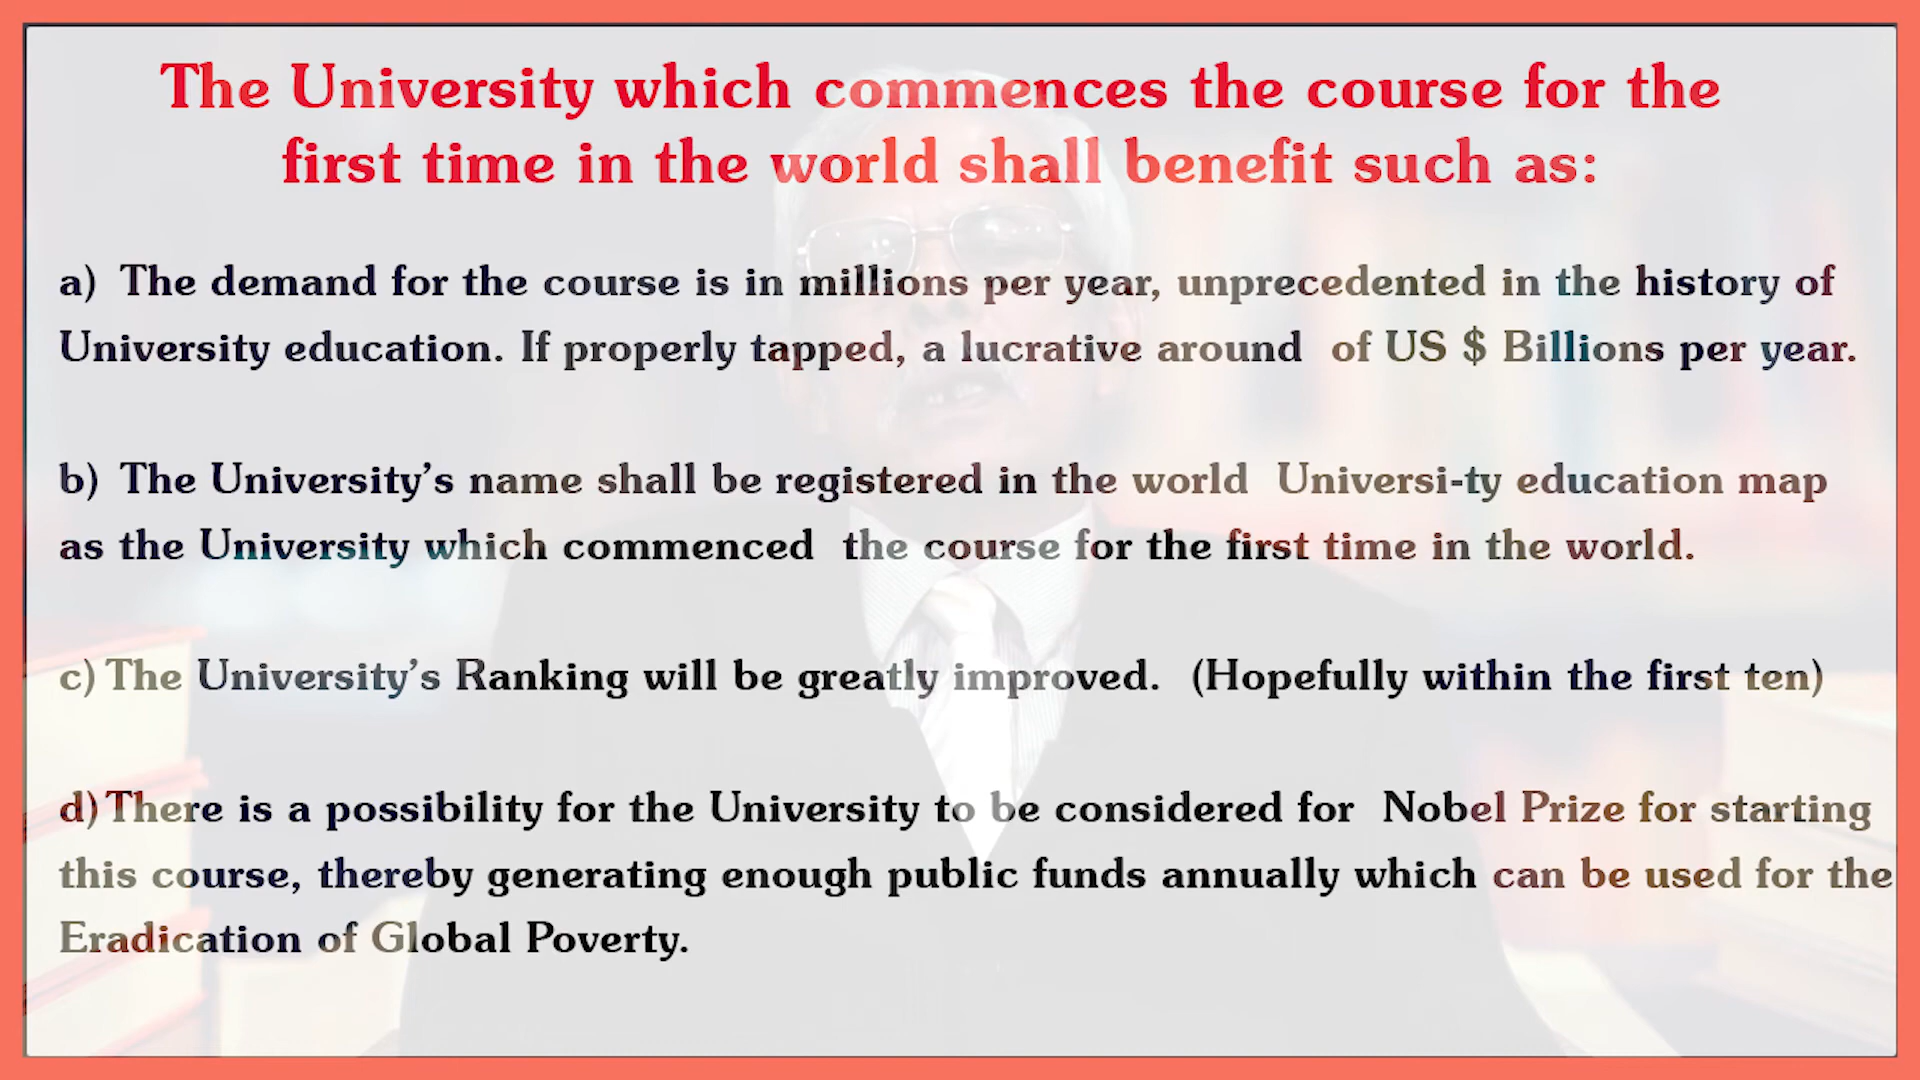 The University which commences the course for the
first time in the world shall benefit such as:
a) The demand for the course is in millions per year, unprecedented in the history of
University education. If properly tapped, a lucrative around of US $ Billions per year.
b) The University’s name shall be registered in the world Universi-ty education map
as the University which commenced the course for the first time in the world.
c) The University’s Ranking will be greatly improved. (Hopefully within the first ten)
d) There is a possibility for the University to be considered for Nobel Prize for starting
this course, thereby generating enough public funds annually which can be used for the
Eradication of Global Poverty.